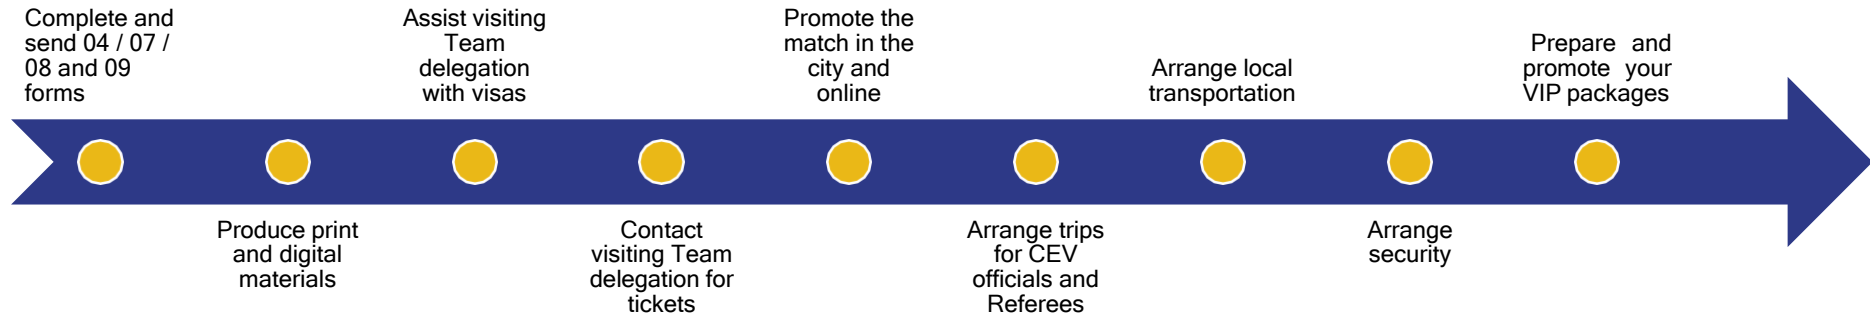 Complete and
send 04 / 07 /
08 and 09
forms
Produce print
and digital
materials
Assist visiting
Team
delegation
with visas
Contact
visiting Team
delegation for
tickets
Promote the
match in the
city and
online
Arrange trips
for CEV
officials and
Referees
Arrange local
transportation
Arrange
security
Prepare and
promote your
VIP packages